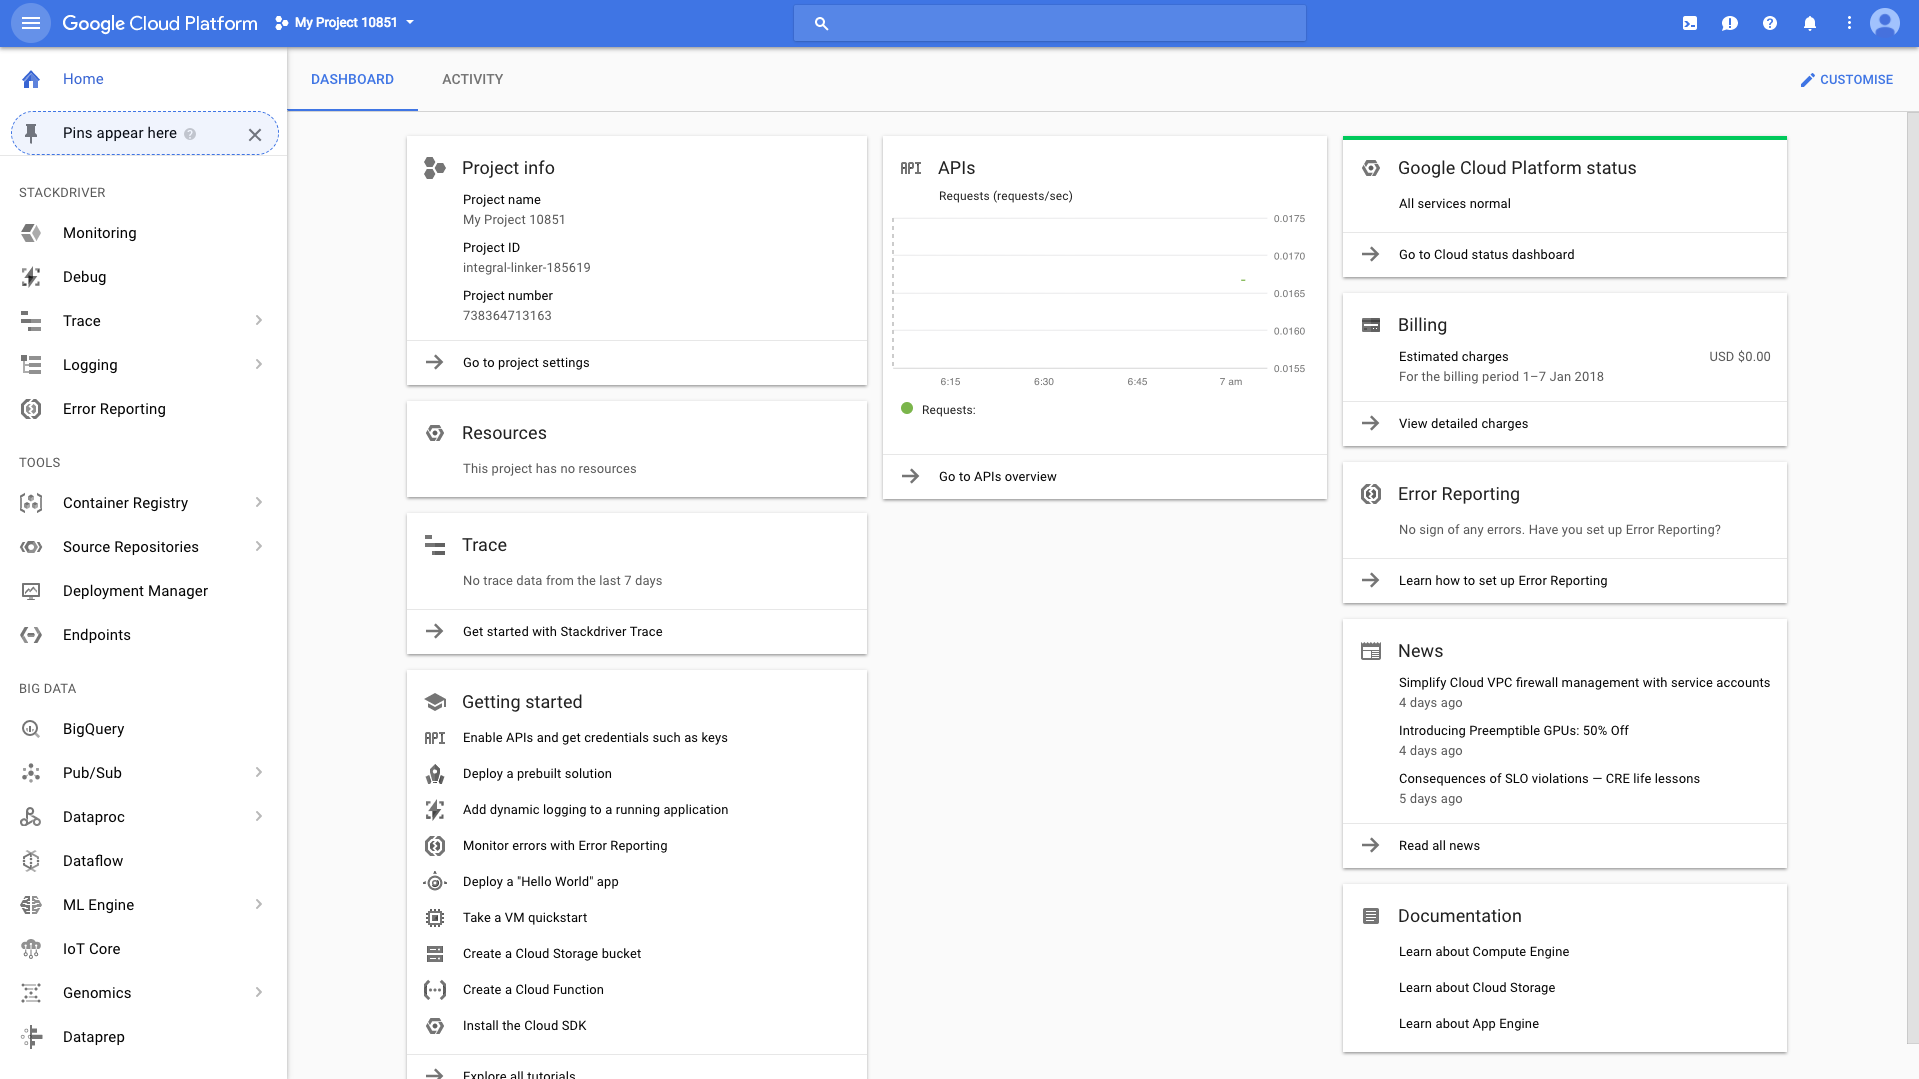 Google Cloud Platform
My Project 10851
Home
Pins appear here
STACKDRIVER
Monitoring
Debug
Trace
Logging
Error Reporting
TOOLS
Container Registry
Source Repositories
Deployment Manager
Endpoints
BIG DATA
BigQuery
Pub/Sub
Dataproc
Dataflow
ML Engine
IoT Core
Genomics
Dataprep
DASHBOARD
ACTIVITY
CUSTOMISE
Project info
Project name
My Project 10851
Project ID
integral-linker-185619
Project number
738364713163
Go to project settings
Resources
This project has no resources
Trace
No trace data from the last 7 days
Get started with Stackdriver Trace
Getting started
API Enable APIs and get credentials such as keys
Deploy a prebuilt solution
Add dynamic logging to a running application
Monitor errors with Error Reporting
Deploy a "Hello World" app
Take a VM quickstart
Create a Cloud Storage bucket
Create a Cloud Function
Install the Cloud SDK
Explore all tutorials
API APIs
Requests (requests/sec)
0.0175
0.0170
0.0165
0.0160
0.0155
6:15 6:30 6:45 7 am
Requests:
Go to APIs overview
Google Cloud Platform status
All services normal
Go to Cloud status dashboard
Billing
Estimated charges USD $0.00
For the billing period 1–7 Jan 2018
View detailed charges
Error Reporting
No sign of any errors. Have you set up Error Reporting?
Learn how to set up Error Reporting
News
Simplify Cloud VPC firewall management with service accounts
4 days ago
Introducing Preemptible GPUs: 50% Off
4 days ago
Consequences of SLO violations — CRE life lessons
5 days ago
Read all news
Documentation
Learn about Compute Engine
Learn about Cloud Storage
Learn about App Engine